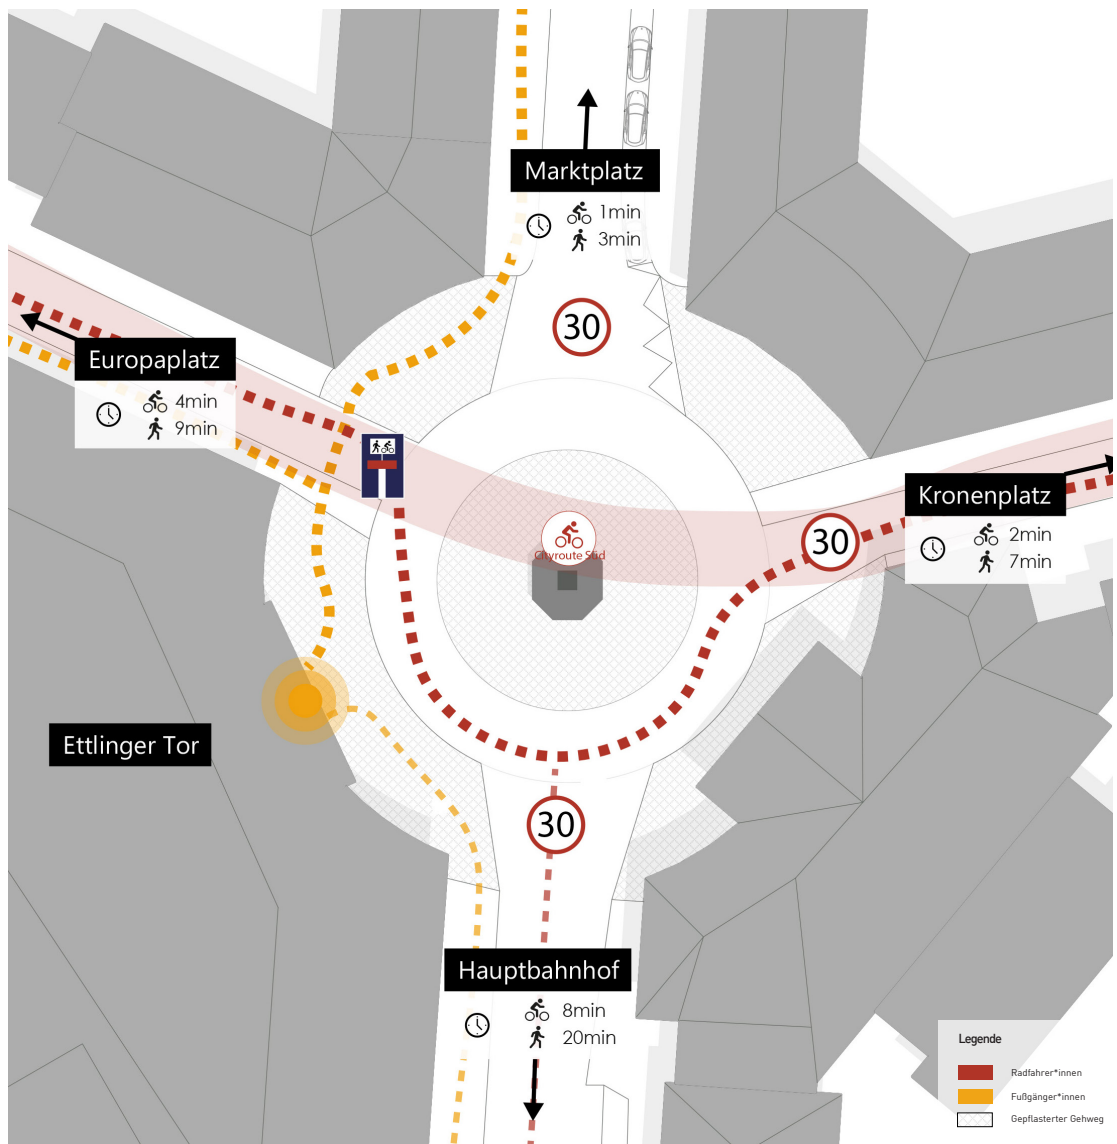 Marktplatz
1min
3min
30
Europaplatz
4min
9min
Kronenplatz
2min
7min
30
Cityroute Süd
Ettlinger Tor
30
Hauptbahnhof
8min
20min
Legende
Radfahrer*innen
Fußgänger*innen
Gepflasterter Gehweg